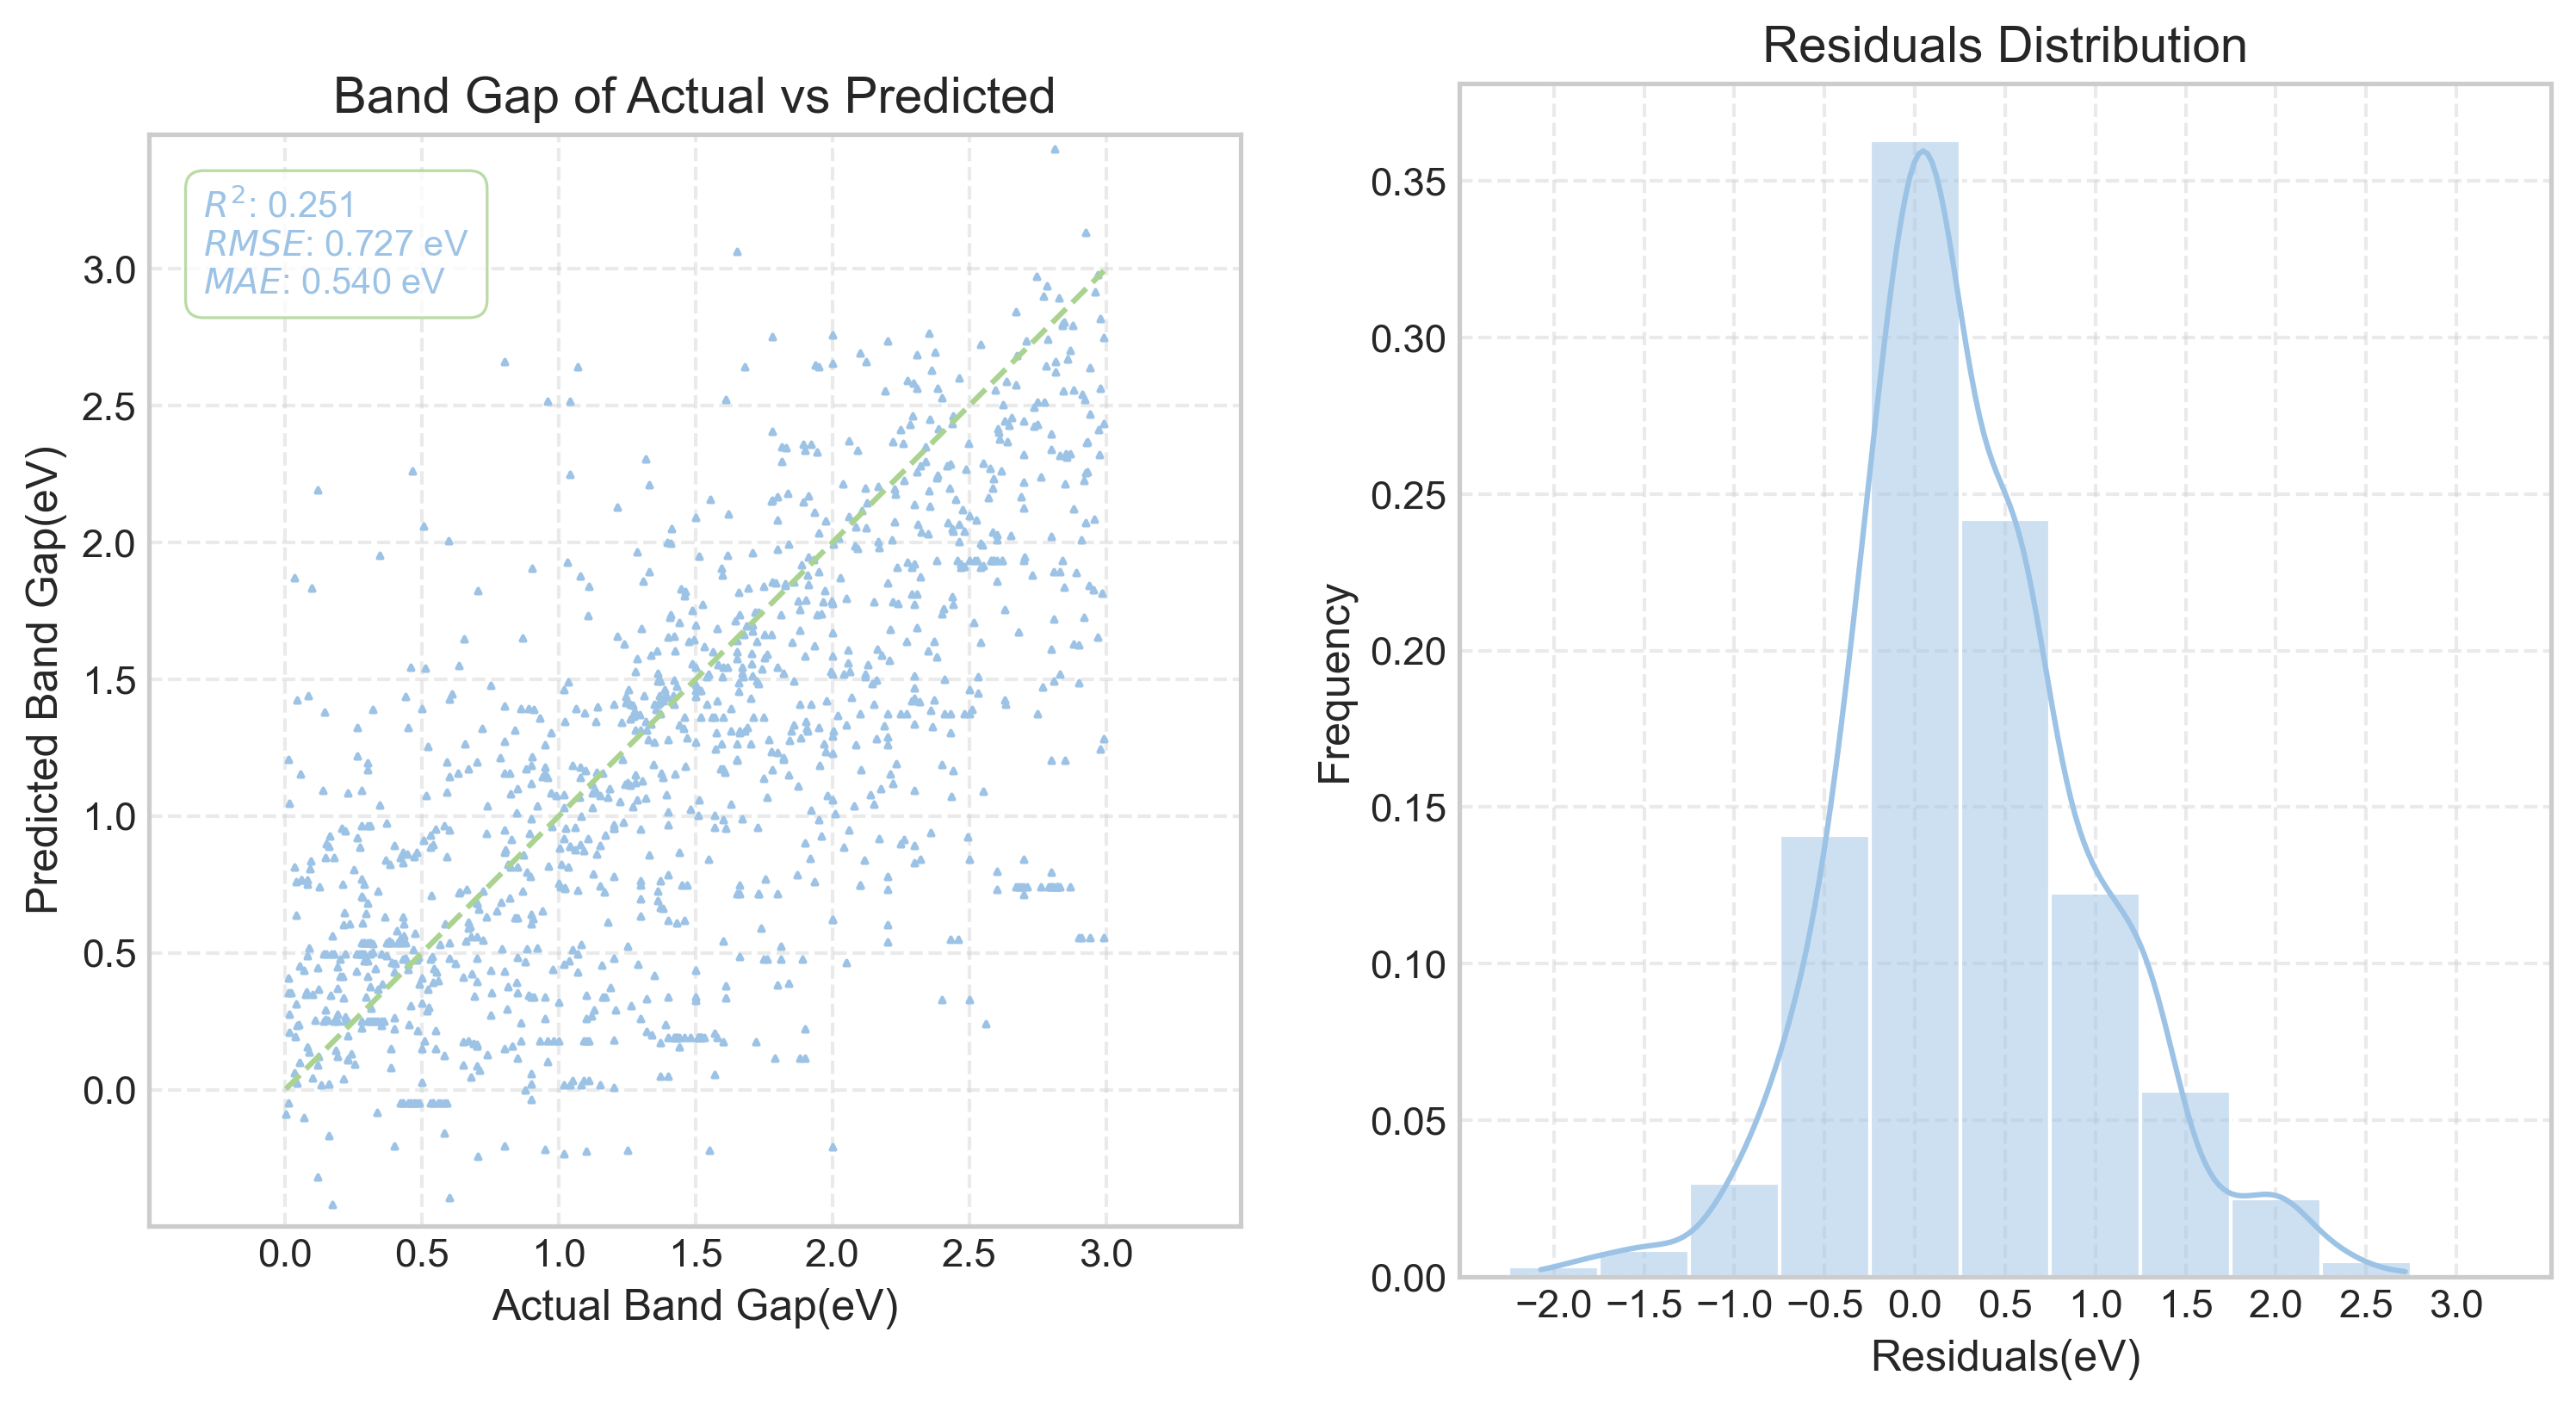 Band Gap of Actual vs Predicted
R²: 0.251
RMSE: 0.727 eV
MAE: 0.540 eV
Predicted Band Gap(eV)
3.0
2.5
2.0
1.5
1.0
0.5
0.0
0.0 0.5 1.0 1.5 2.0 2.5 3.0
Actual Band Gap(eV)
Residuals Distribution
Frequency
0.35
0.30
0.25
0.20
0.15
0.10
0.05
0.00
−2.0 −1.5 −1.0 −0.5 0.0 0.5 1.0 1.5 2.0 2.5 3.0
Residuals(eV)